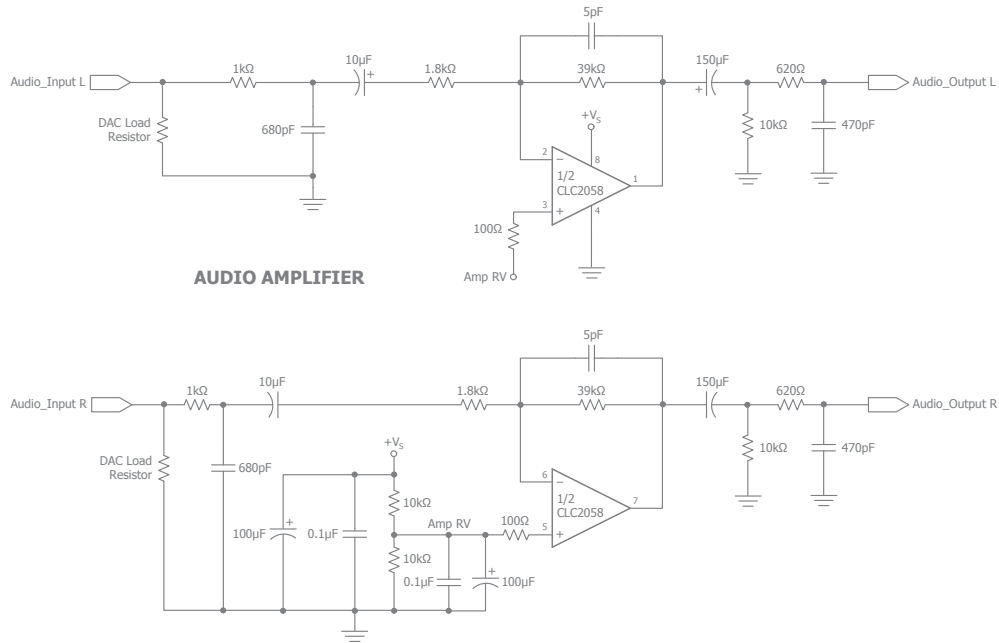 5pF
39kΩ
Audio_Input L
1kΩ
10µF
+
1.8kΩ
150µF
+
620Ω
Audio_Output L
DAC Load
Resistor
680pF
+VS
10kΩ
470pF
2
−
8
1/2
CLC2058
1
3
+
4
100Ω
Amp RV
AUDIO AMPLIFIER
5pF
39kΩ
Audio_Input R
1kΩ
10µF
1.8kΩ
150µF
620Ω
Audio_Output R
DAC Load
Resistor
680pF
+VS
10kΩ
10kΩ
470pF
6
−
1/2
CLC2058
7
5
+
100µF
+
0.1µF
Amp RV
100Ω
10kΩ
0.1µF
+
100µF